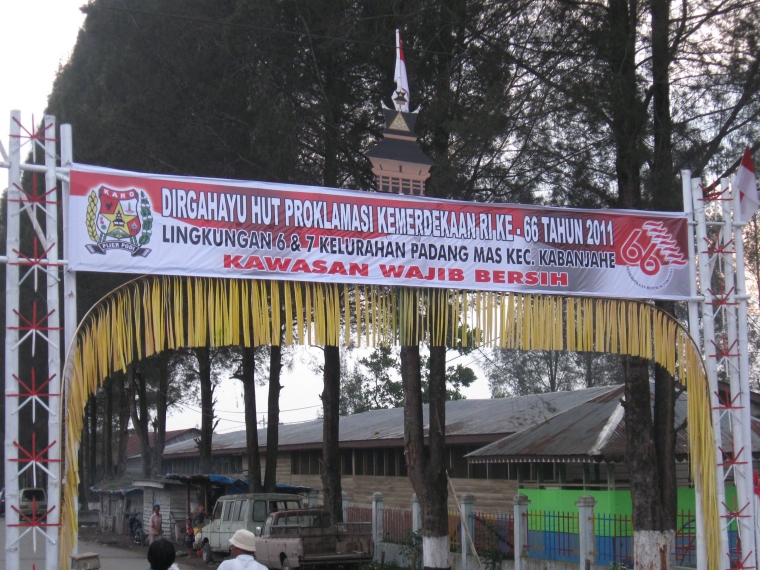 DIRGAHAYU HUT PROKLAMASI KEMERDEKAAN RI KE - 66 TAHUN 2011
LINGKUNGAN 6 & 7 KELURAHAN PADANG MAS KEC. KABANJAHE
KAWASAN WAJIB BERSIH
KARO
PIJER PODI
66